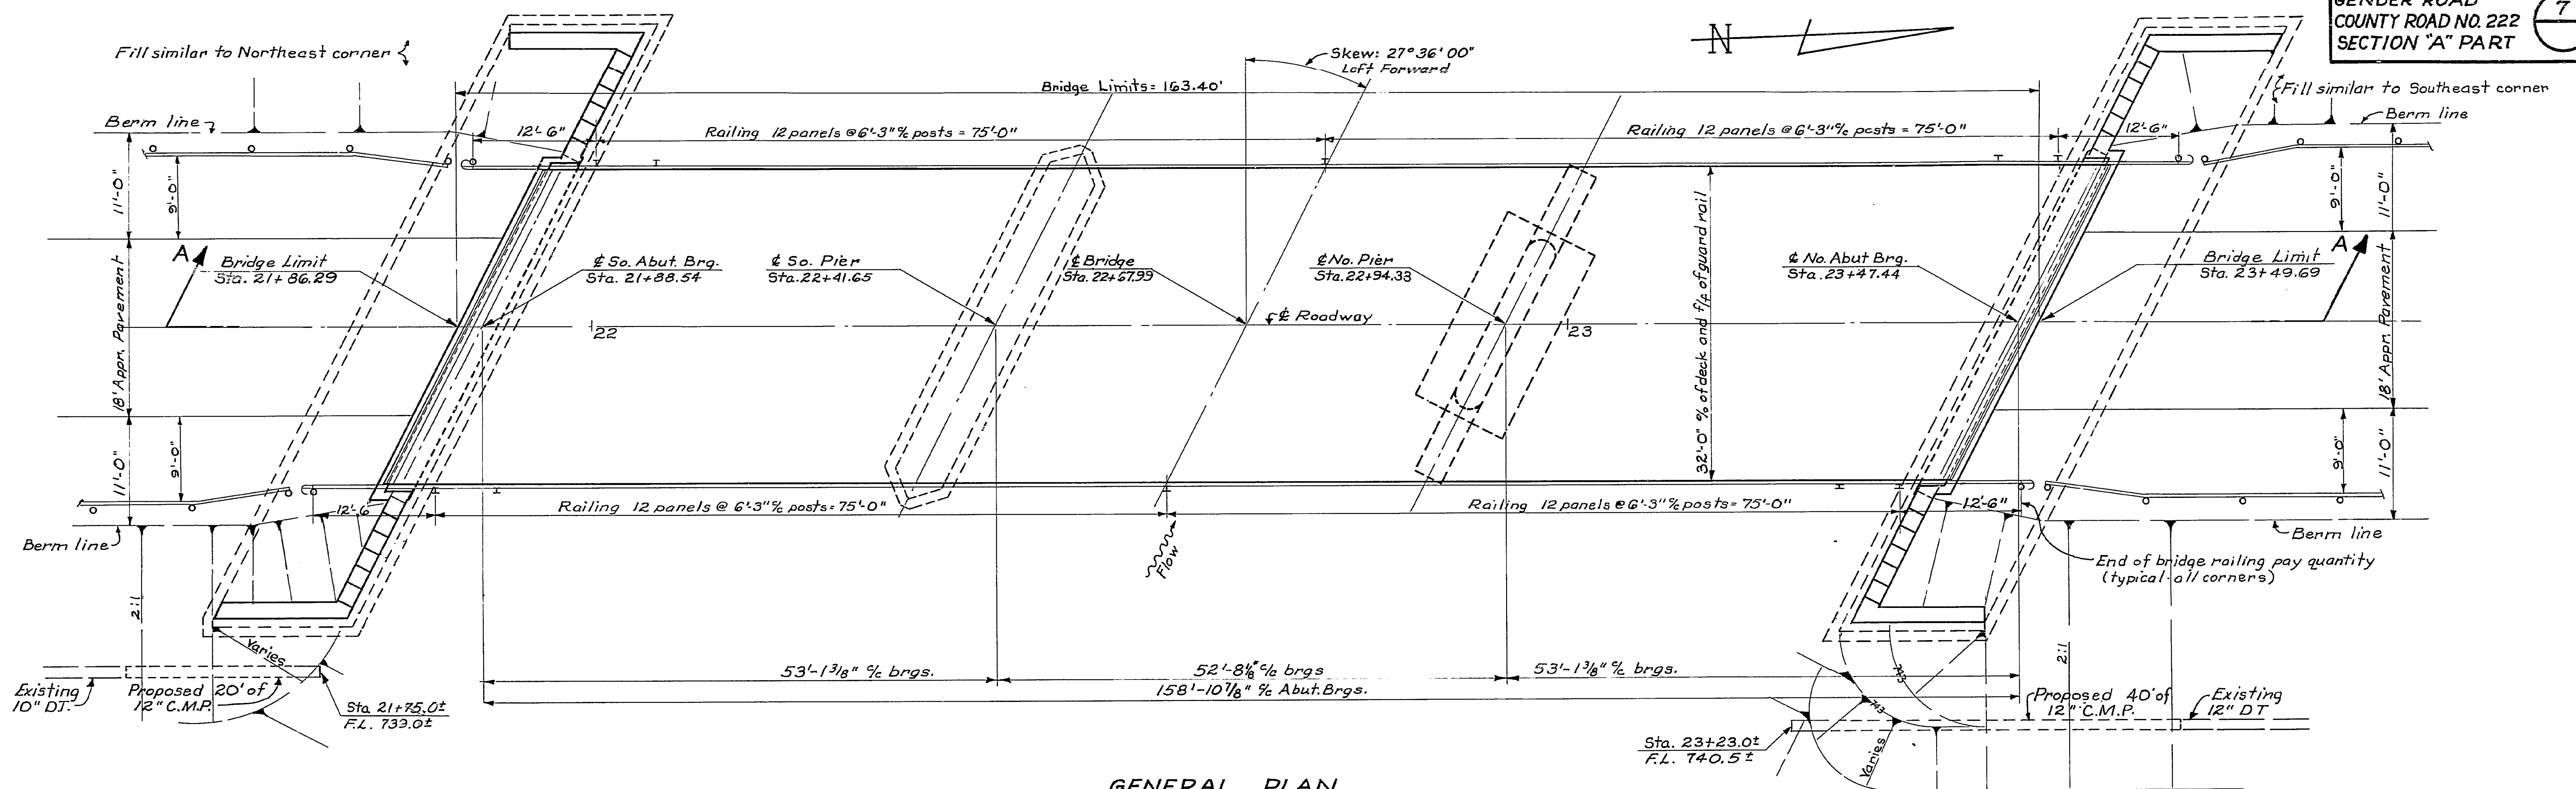 GENDER ROAD
COUNTY ROAD NO. 222
SECTION "A" PART
7
Fill similar to Northeast corner
N
Skew: 27° 36' 00"
Left Forward
Bridge Limits = 163.40'
Fill similar to Southeast corner
Berm line
12'-6"
Railing 12 panels @ 6'-3" c/c posts = 75'-0"
Railing 12 panels @ 6'-3" c/c posts = 75'-0"
12'-6"
Berm line
11'-0"
9'-0"
9'-0"
11'-0"
32'-0" c/c of deck and f/f of guard rail
A
Bridge Limit
Sta. 21+86.29
℄ So. Abut. Brg.
Sta. 21+88.54
℄ So. Pier
Sta. 22+41.65
℄ Bridge
Sta. 22+67.99
℄ No. Pier
Sta. 22+94.33
℄ No. Abut Brg.
Sta. 23+47.44
Bridge Limit
Sta. 23+49.69
A
18' Appr. Pavement
22
℄ Roadway
23
18' Appr. Pavement
11'-0"
9'-0"
9'-0"
11'-0"
12'-6"
Railing 12 panels @ 6'-3" c/c posts = 75'-0"
Railing 12 panels @ 6'-3" c/c posts = 75'-0"
12'-6"
Berm line
Berm line
Flow
End of bridge railing pay quantity
(typical-all corners)
2:1
2:1
Varies
53'-1 3/8" c/c brgs.
52'-8 1/8" c/c brgs
53'-1 3/8" c/c brgs.
158'-10 7/8" c/c Abut. Brgs.
Existing
10" DT.
Proposed 20' of
12" C.M.P.
Sta 21+75.0±
F.L. 739.0±
743
743
Proposed 40' of
12" C.M.P.
Existing
12" DT
Sta. 23+23.0±
F.L. 740.5±
Varies
GENERAL PLAN